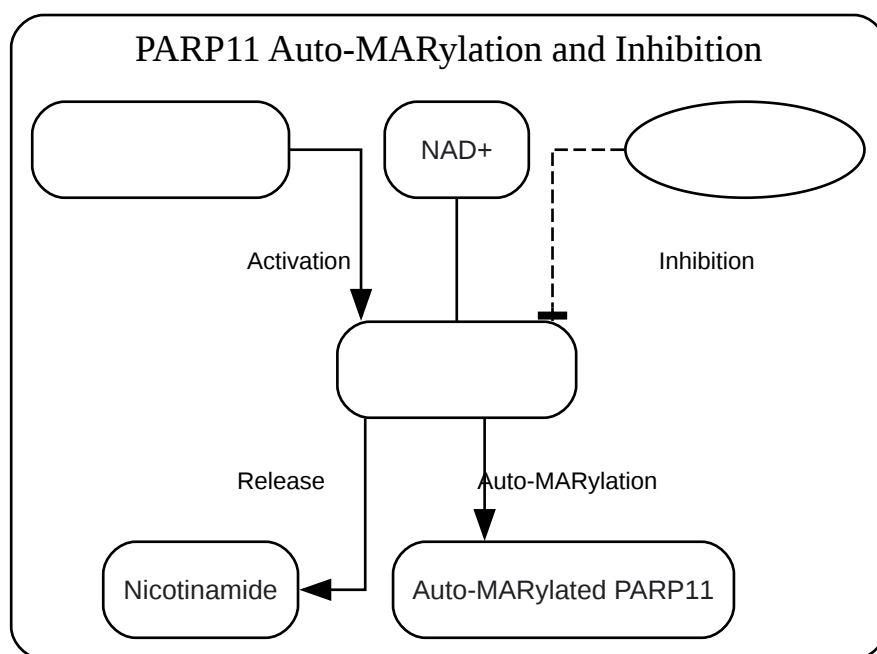 PARP11 Auto-MARylation and Inhibition
NAD+
Activation
Inhibition
Release
Auto-MARylation
Nicotinamide
Auto-MARylated PARP11